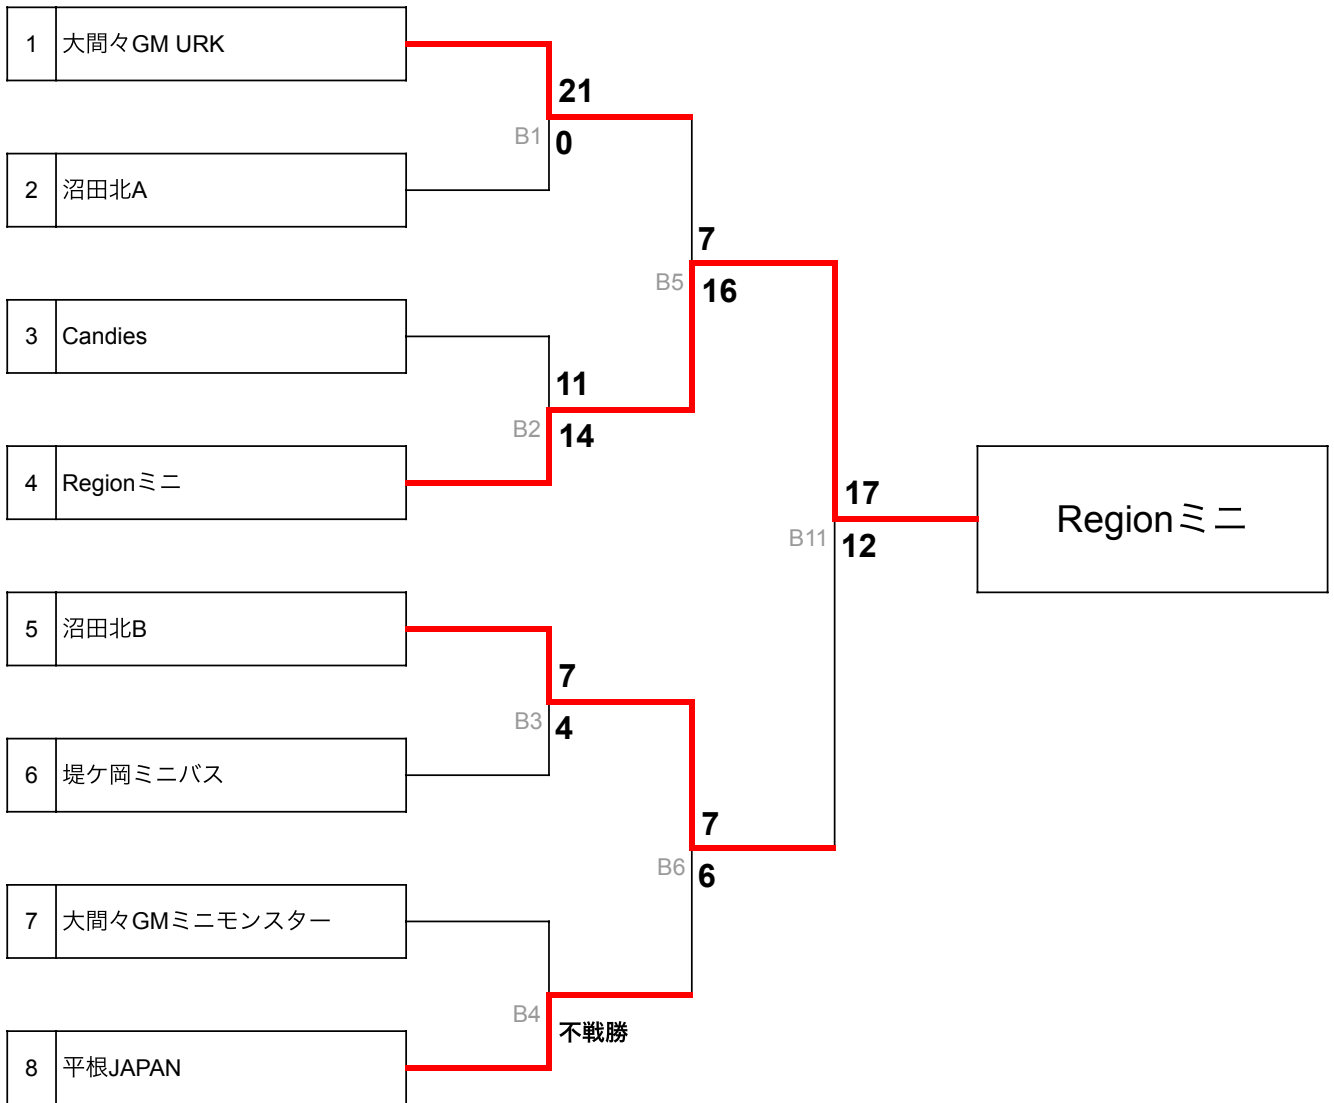 1 大間々GM URK
21
B1
0
2 沼田北A
7
B5
16
3 Candies
11
B2
14
4 Regionミニ
17
B11
12
Regionミニ
5 沼田北B
7
B3
4
6 堤ケ岡ミニバス
7
B6
6
7 大間々GMミニモンスター
B4
不戦勝
8 平根JAPAN